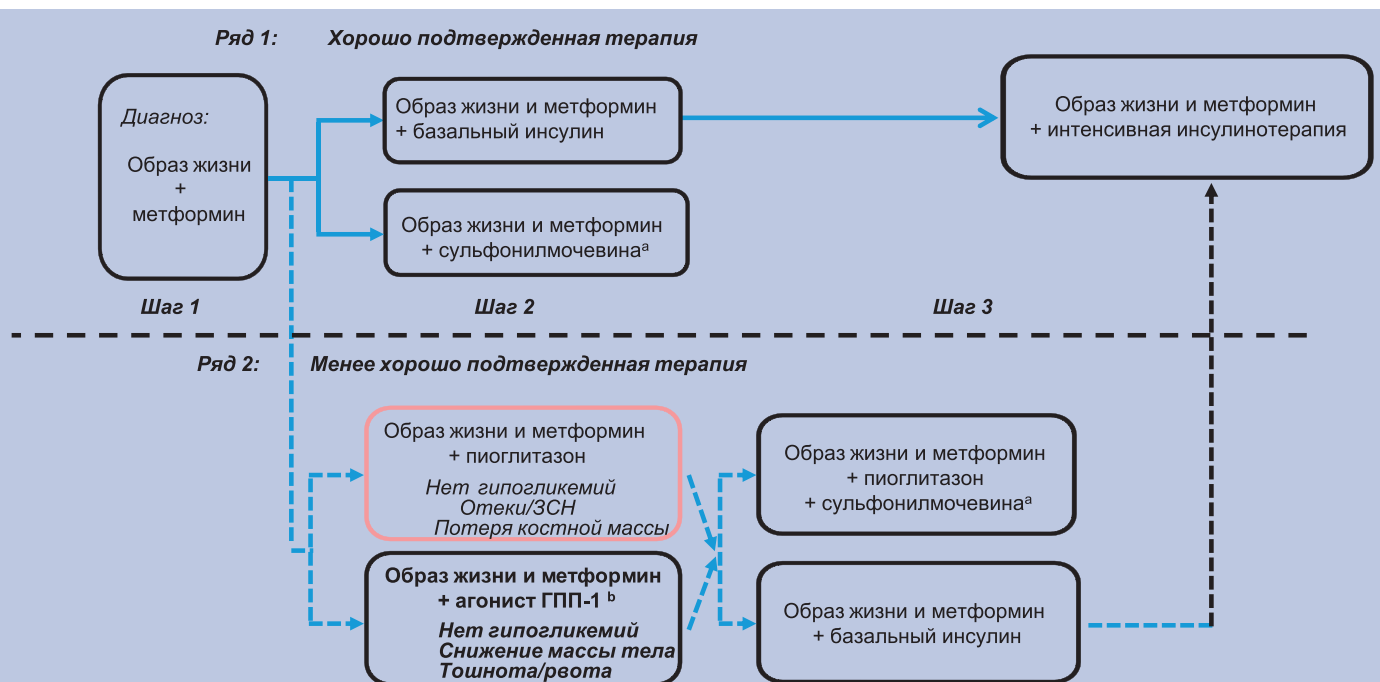 Ряд 1: Хорошо подтвержденная терапия
Диагноз:
Образ жизни
+
метформин
Образ жизни и метформин
+ базальный инсулин
Образ жизни и метформин
+ сульфонилмочевинаᵃ
Образ жизни и метформин
+ интенсивная инсулинотерапия
Шаг 1 Шаг 2 Шаг 3
Ряд 2: Менее хорошо подтвержденная терапия
Образ жизни и метформин
+ пиоглитазон
Нет гипогликемий
Отеки/ЗСН
Потеря костной массы
Образ жизни и метформин
+ агонист ГПП-1 ᵇ
Нет гипогликемий
Снижение массы тела
Тошнота/рвота
Образ жизни и метформин
+ пиоглитазон
+ сульфонилмочевинаᵃ
Образ жизни и метформин
+ базальный инсулин